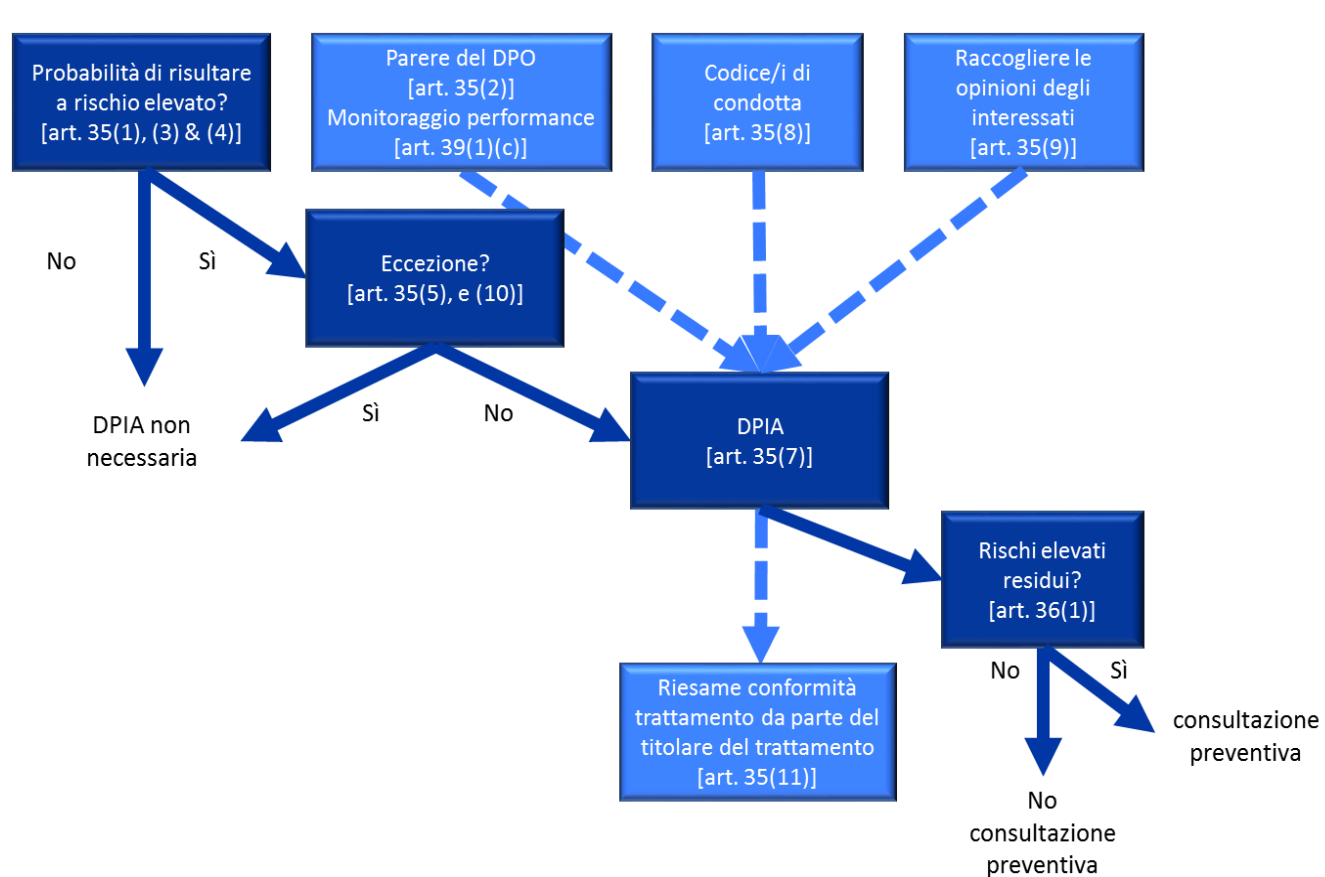 Probabilità di risultare
a rischio elevato?
[art. 35(1), (3) & (4)]
Parere del DPO
[art. 35(2)]
Monitoraggio performance
[art. 39(1)(c)]
Codice/i di
condotta
[art. 35(8)]
Raccogliere le
opinioni degli
interessati
[art. 35(9)]
No
Sì
Eccezione?
[art. 35(5), e (10)]
DPIA non
necessaria
Sì
No
DPIA
[art. 35(7)]
Rischi elevati
residui?
[art. 36(1)]
Riesame conformità
trattamento da parte del
titolare del trattamento
[art. 35(11)]
No
Sì
consultazione
preventiva
No
consultazione
preventiva